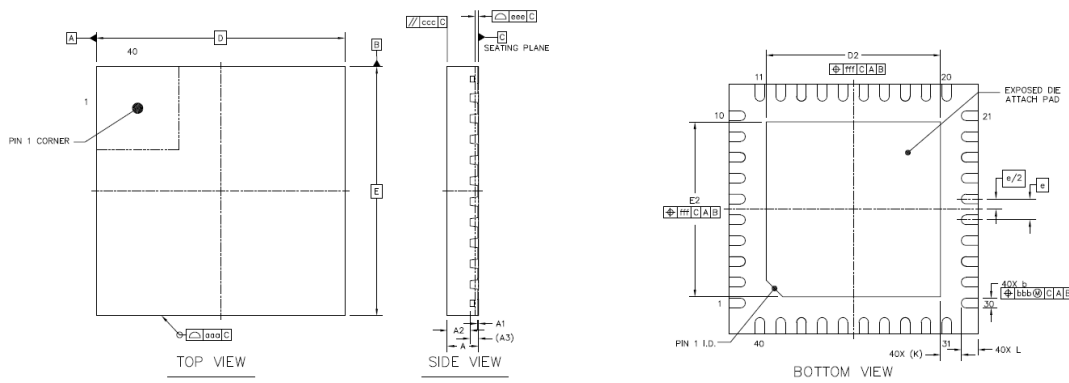 A
D
40
B
1
PIN 1 CORNER
E
⌓ aaa C
TOP VIEW
// ccc C
⌓ eee C
C
SEATING PLANE
A1
A2
(A3)
A
SIDE VIEW
D2
⌖ fff C A B
11
20
EXPOSED DIE
ATTACH PAD
10
21
e/2
e
E2
⌖ fff C A B
40X b
⌖ bbb Ⓜ C A B
1
30
PIN 1 I.D.
40
31
40X (K)
40X L
BOTTOM VIEW